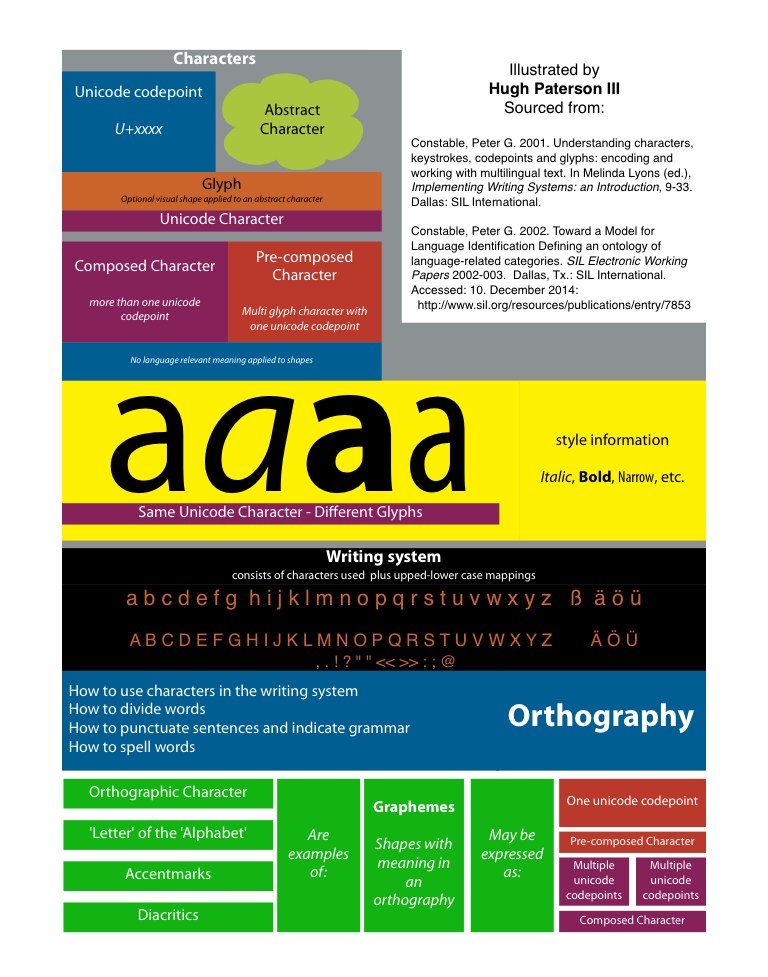 Characters
Unicode codepoint
U+xxxx
Abstract
Character
Glyph
Optional visual shape applied to an abstract character
Unicode Character
Composed Character
more than one unicode
codepoint
Pre-composed
Character
Multi glyph character with
one unicode codepoint
No language relevant meaning applied to shapes
Illustrated by
Hugh Paterson III
Sourced from:
Constable, Peter G. 2001. Understanding characters,
keystrokes, codepoints and glyphs: encoding and
working with multilingual text. In Melinda Lyons (ed.),
Implementing Writing Systems: an Introduction, 9-33.
Dallas: SIL International.
Constable, Peter G. 2002. Toward a Model for
Language Identification Defining an ontology of
language-related categories. SIL Electronic Working
Papers 2002-003. Dallas, Tx.: SIL International.
Accessed: 10. December 2014:
http://www.sil.org/resources/publications/entry/7853
a a a a
Same Unicode Character - Different Glyphs
style information
Italic, Bold, Narrow, etc.
Writing system
consists of characters used plus upped-lower case mappings
a b c d e f g h i j k l m n o p q r s t u v w x y z ß ä ö ü
A B C D E F G H I J K L M N O P Q R S T U V W X Y Z Ä Ö Ü
, . ! ? " " << >> : ; @
How to use characters in the writing system
How to divide words
How to punctuate sentences and indicate grammar
How to spell words
Orthography
Orthographic Character
'Letter' of the 'Alphabet'
Accentmarks
Diacritics
Are
examples
of:
Graphemes
Shapes with
meaning in
an
orthography
May be
expressed
as:
One unicode codepoint
Pre-composed Character
Multiple
unicode
codepoints
Multiple
unicode
codepoints
Composed Character